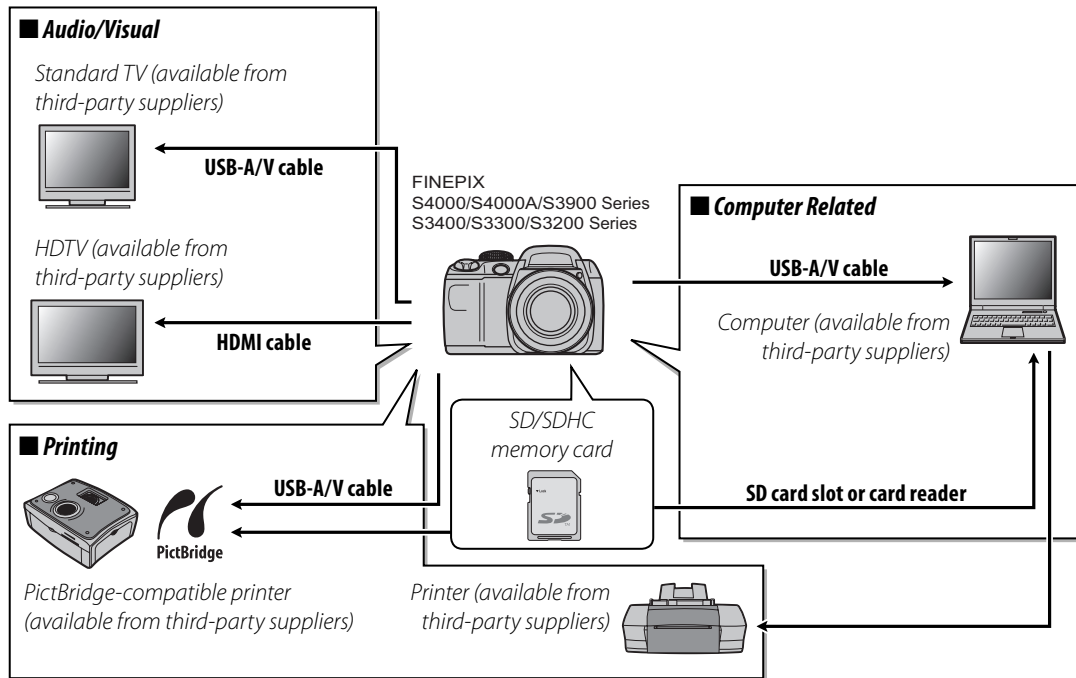 ■ Audio/Visual
Standard TV (available from
third-party suppliers)
USB-A/V cable
HDTV (available from
third-party suppliers)
HDMI cable
FINEPIX
S4000/S4000A/S3900 Series
S3400/S3300/S3200 Series
■ Computer Related
USB-A/V cable
Computer (available from
third-party suppliers)
SD/SDHC
memory card
SD
SD card slot or card reader
■ Printing
USB-A/V cable
PictBridge
PictBridge-compatible printer
(available from third-party suppliers)
Printer (available from
third-party suppliers)